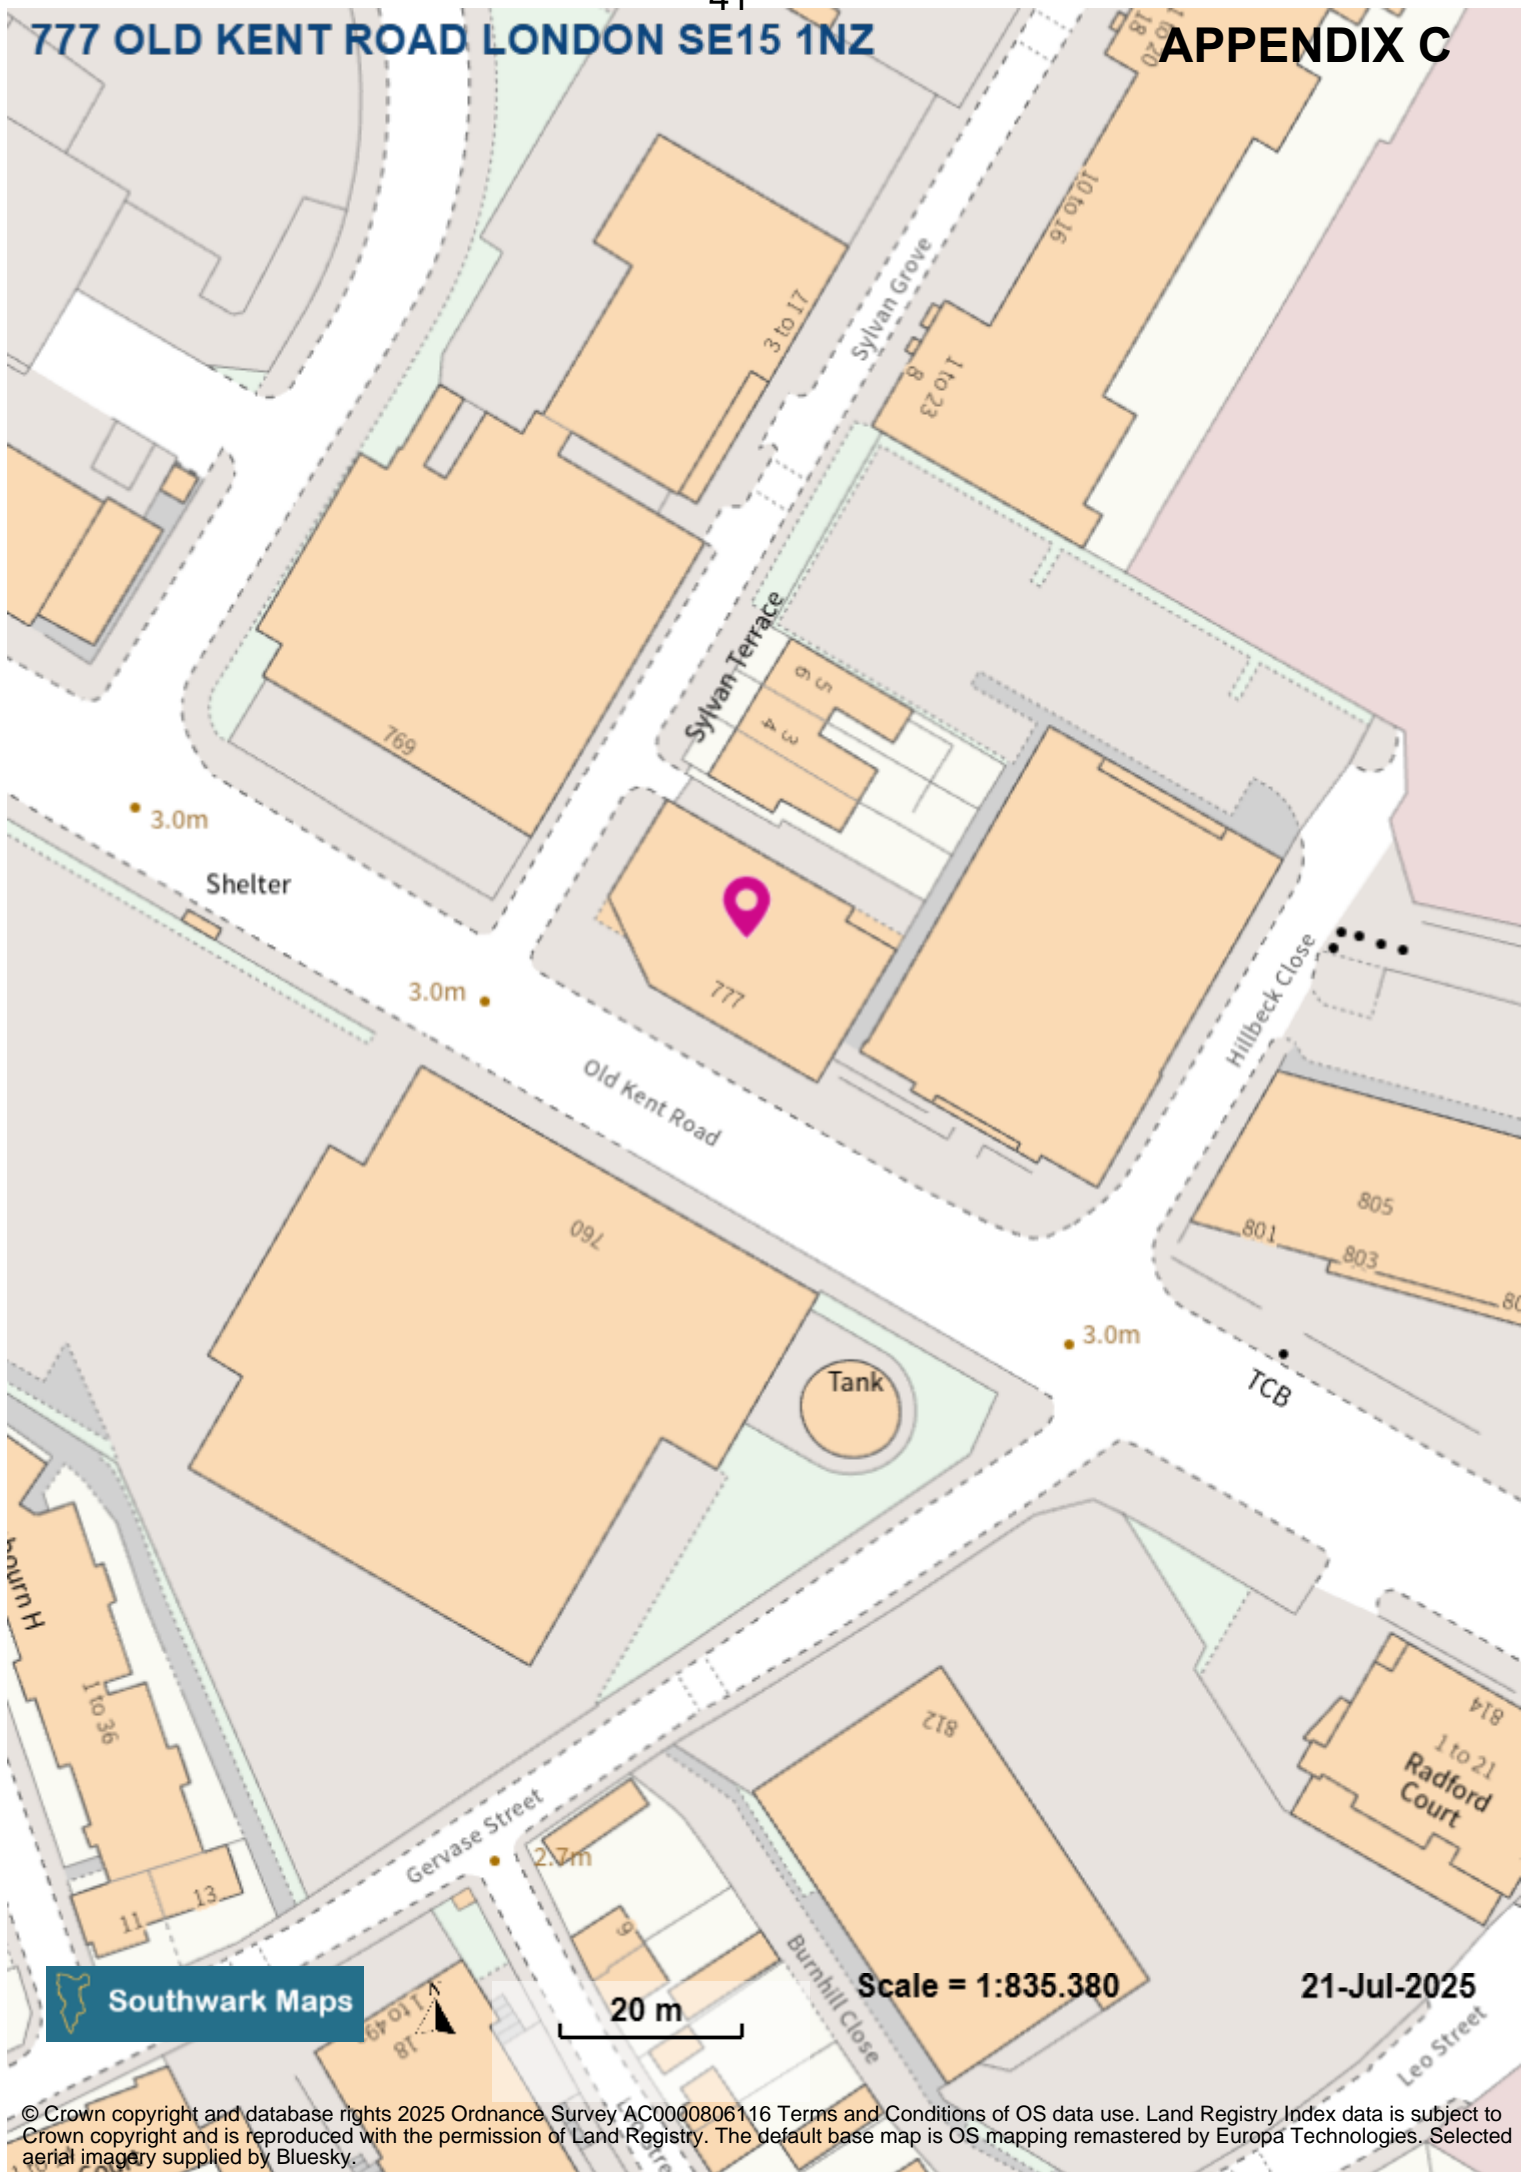 777 OLD KENT ROAD LONDON SE15 1NZ
APPENDIX C
18
10 to 16
Sylvan Grove
3 to 17
1 to 23
8
Sylvan Terrace
5
6
3
4
769
3.0m
Shelter
3.0m
777
Old Kent Road
Hillbeck Close
805
801
803
760
3.0m
Tank
TCB
1 to 36
812
814
1 to 21
Radford
Court
Gervase Street
2.7m
13
11
9
Burnhill Close
Scale = 1:835.380
21-Jul-2025
Southwark Maps
N
20 m
1 to 49
18
Leo Street
© Crown copyright and database rights 2025 Ordnance Survey AC0000806116 Terms and Conditions of OS data use. Land Registry Index data is subject to
Crown copyright and is reproduced with the permission of Land Registry. The default base map is OS mapping remastered by Europa Technologies. Selected
aerial imagery supplied by Bluesky.